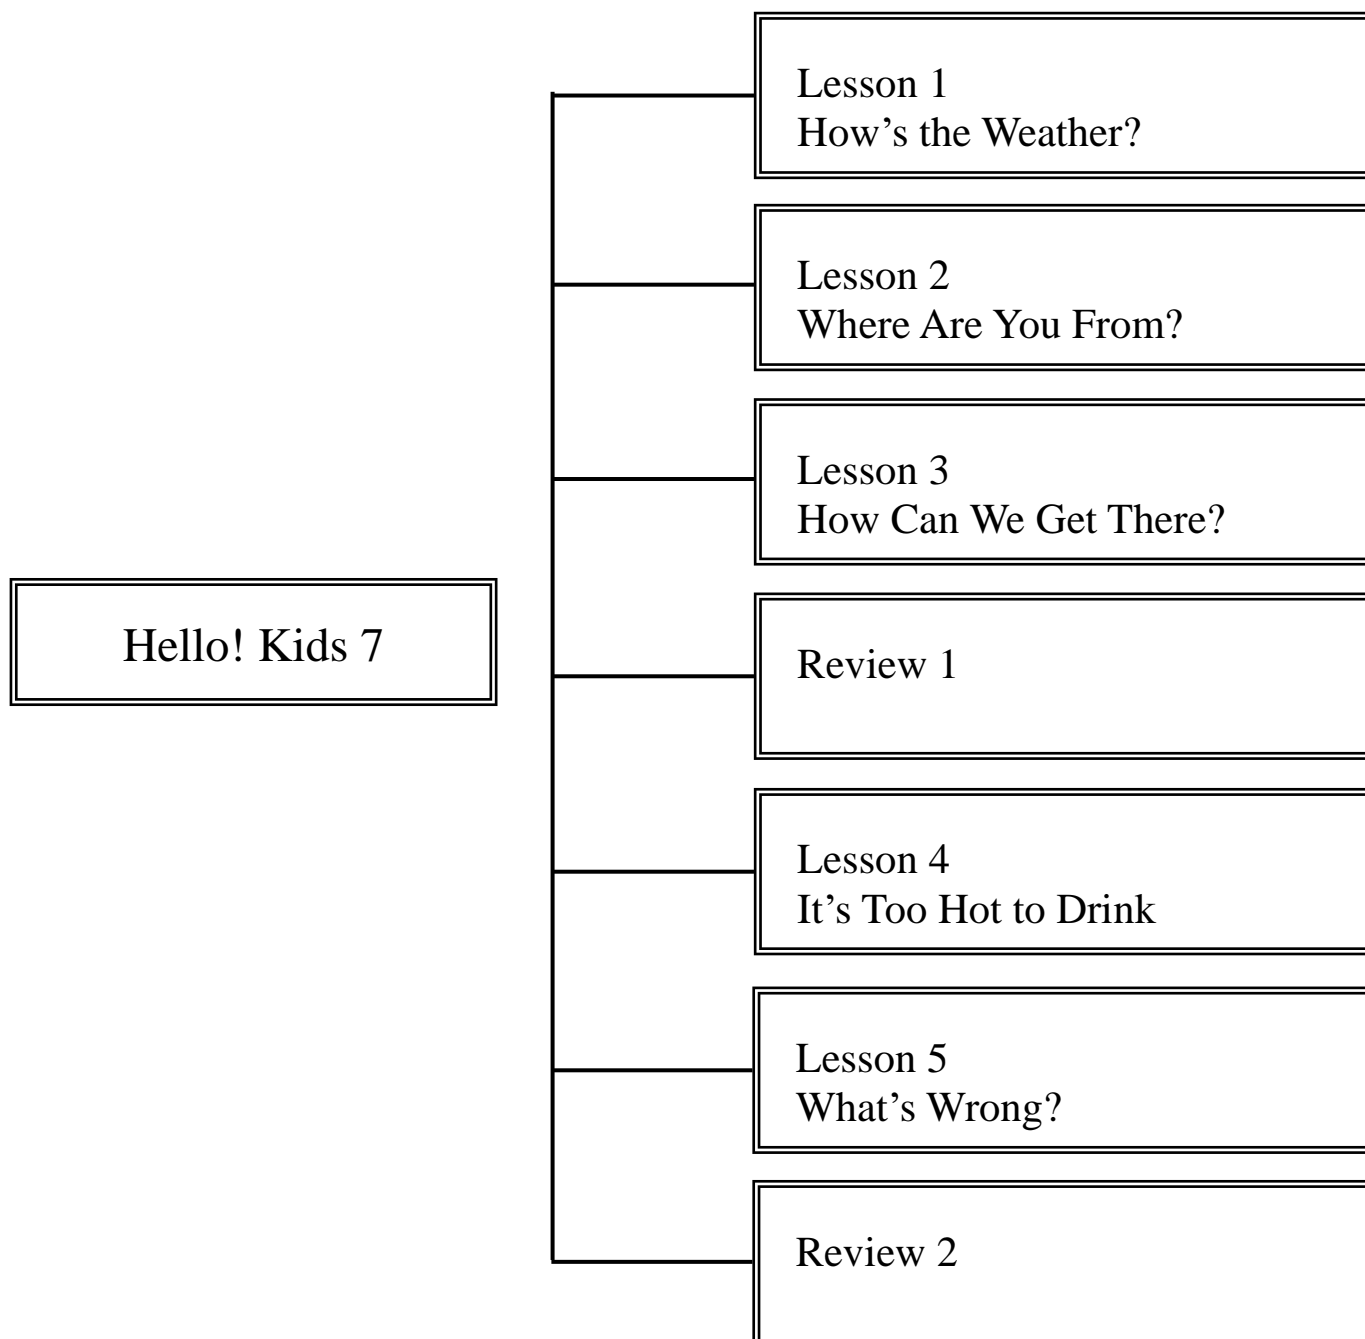 Hello! Kids 7
Lesson 1
How’s the Weather?
Lesson 2
Where Are You From?
Lesson 3
How Can We Get There?
Review 1
Lesson 4
It’s Too Hot to Drink
Lesson 5
What’s Wrong?
Review 2